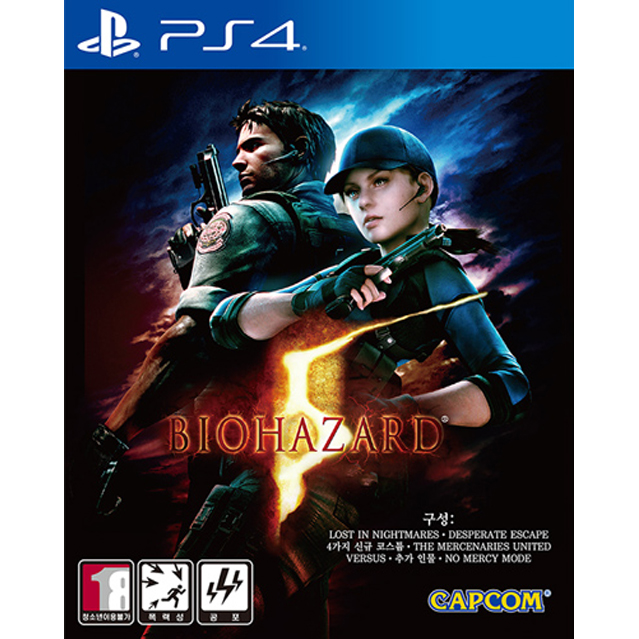 PS4
5
BIOHAZARD®
구성:
LOST IN NIGHTMARES · DESPERATE ESCAPE
4가지 신규 코스튬 · THE MERCENARIES UNITED
VERSUS · 추가 인물 · NO MERCY MODE
18
청소년이용불가
폭력성
공포
CAPCOM®